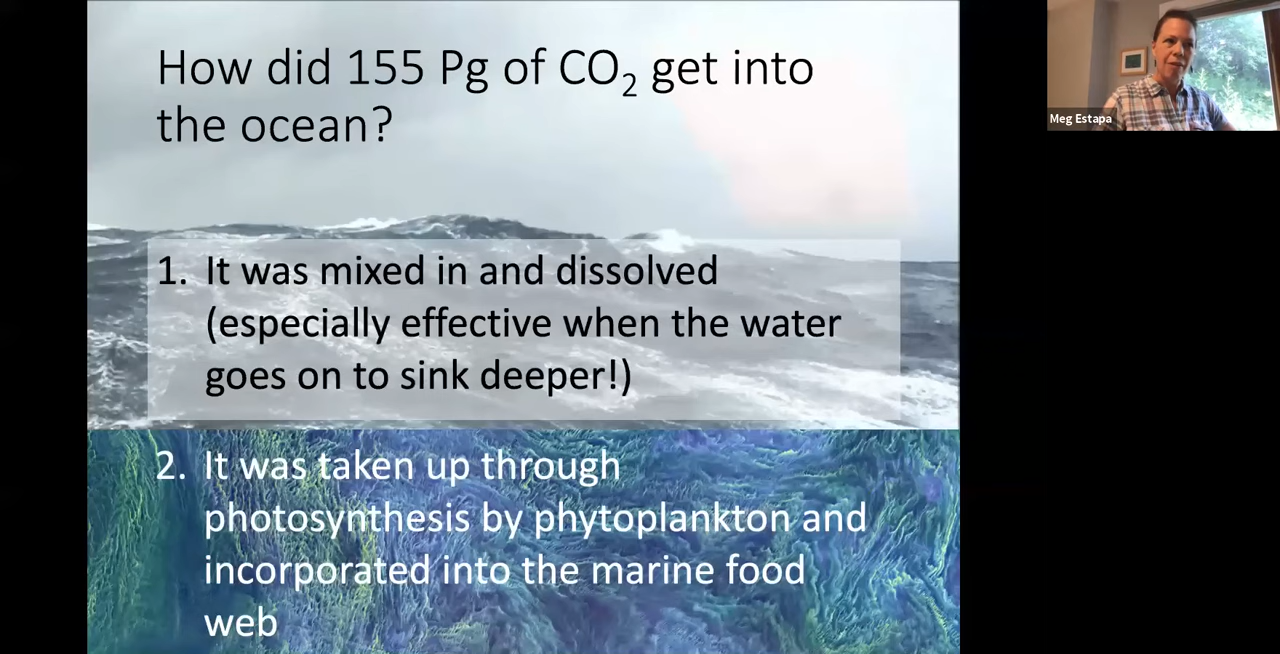 How did 155 Pg of CO₂ get into
the ocean?
1. It was mixed in and dissolved
(especially effective when the water
goes on to sink deeper!)
2. It was taken up through
photosynthesis by phytoplankton and
incorporated into the marine food
web
Meg Estapa